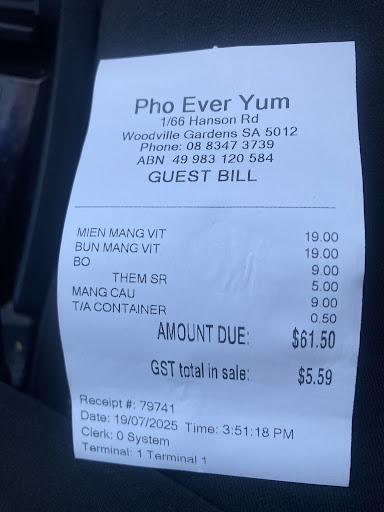 Pho Ever Yum
1/66 Hanson Rd
Woodville Gardens SA 5012
Phone: 08 8347 3739
ABN 49 983 120 584
GUEST BILL
MIEN MANG VIT 19.00
BUN MANG VIT 19.00
BO 9.00
THEM SR 5.00
MANG CAU 9.00
T/A CONTAINER 0.50
AMOUNT DUE: $61.50
GST total in sale: $5.59
Receipt #: 79741
Date: 19/07/2025 Time: 3:51:18 PM
Clerk: 0 System
Terminal: 1 Terminal 1